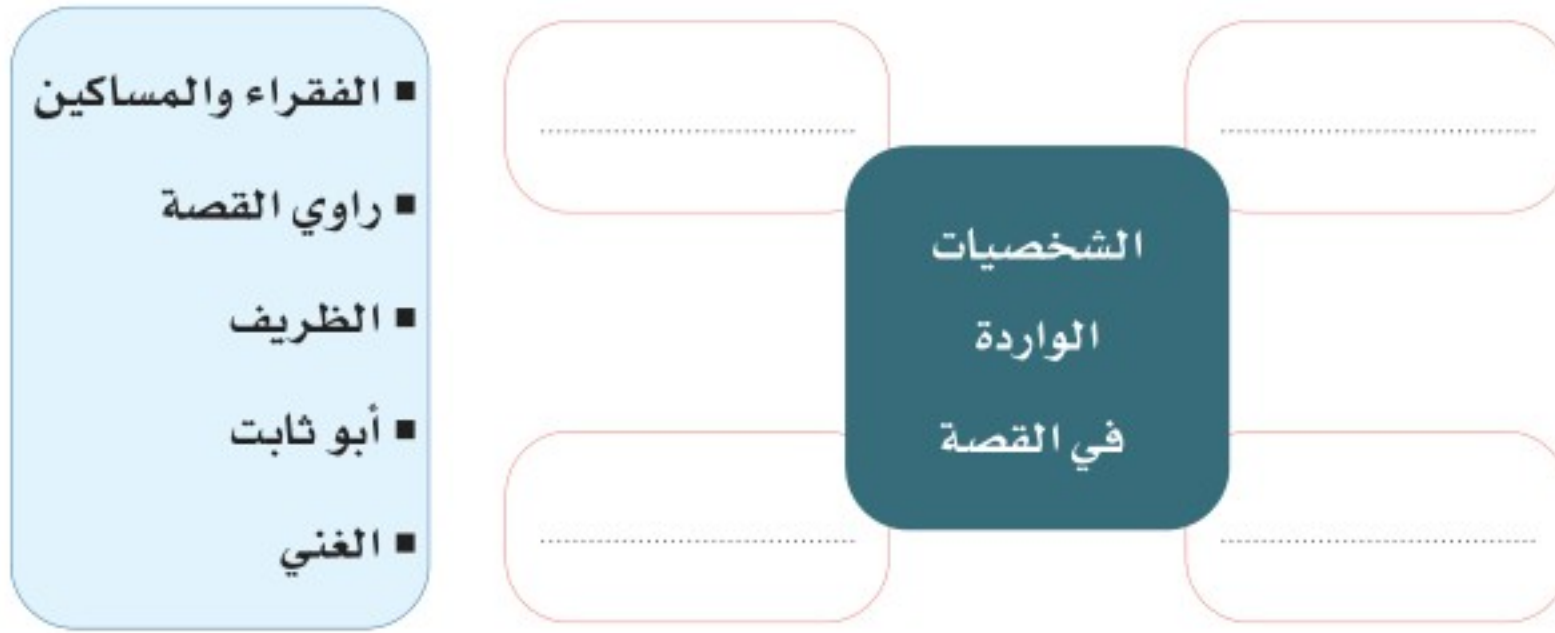 الشخصيات
الواردة
في القصة
▪ الفقراء والمساكين
▪ راوي القصة
▪ الظريف
▪ أبو ثابت
▪ الغني